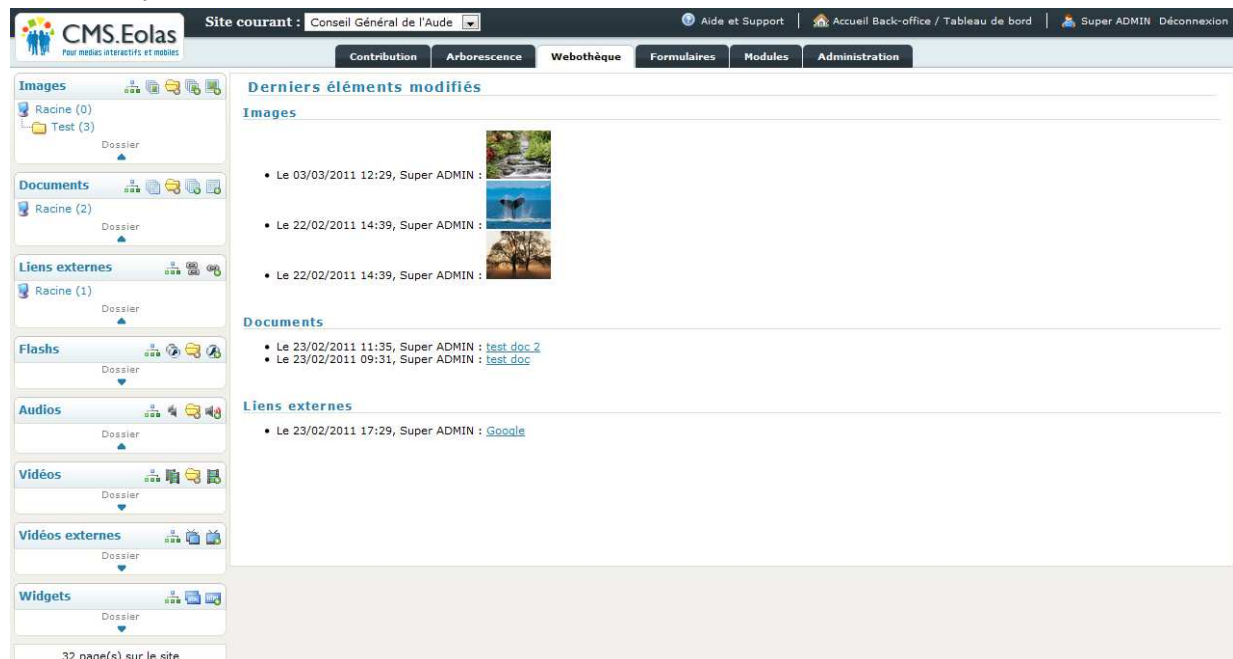 CMS.Eolas
Pour medias interactifs et mobiles
Site courant : Conseil Général de l'Aude
Aide et Support
Accueil Back-office / Tableau de bord
Super ADMIN Déconnexion
Contribution
Arborescence
Webothèque
Formulaires
Modules
Administration
Images
Racine (0)
Test (3)
Dossier
Documents
Racine (2)
Dossier
Liens externes
Racine (1)
Dossier
Flashs
Dossier
Audios
Dossier
Vidéos
Dossier
Vidéos externes
Dossier
Widgets
Dossier
32 page(s) sur le site
Derniers éléments modifiés
Images
• Le 03/03/2011 12:29, Super ADMIN :
• Le 22/02/2011 14:39, Super ADMIN :
• Le 22/02/2011 14:39, Super ADMIN :
Documents
• Le 23/02/2011 11:35, Super ADMIN : test doc 2
• Le 23/02/2011 09:31, Super ADMIN : test doc
Liens externes
• Le 23/02/2011 17:29, Super ADMIN : Google